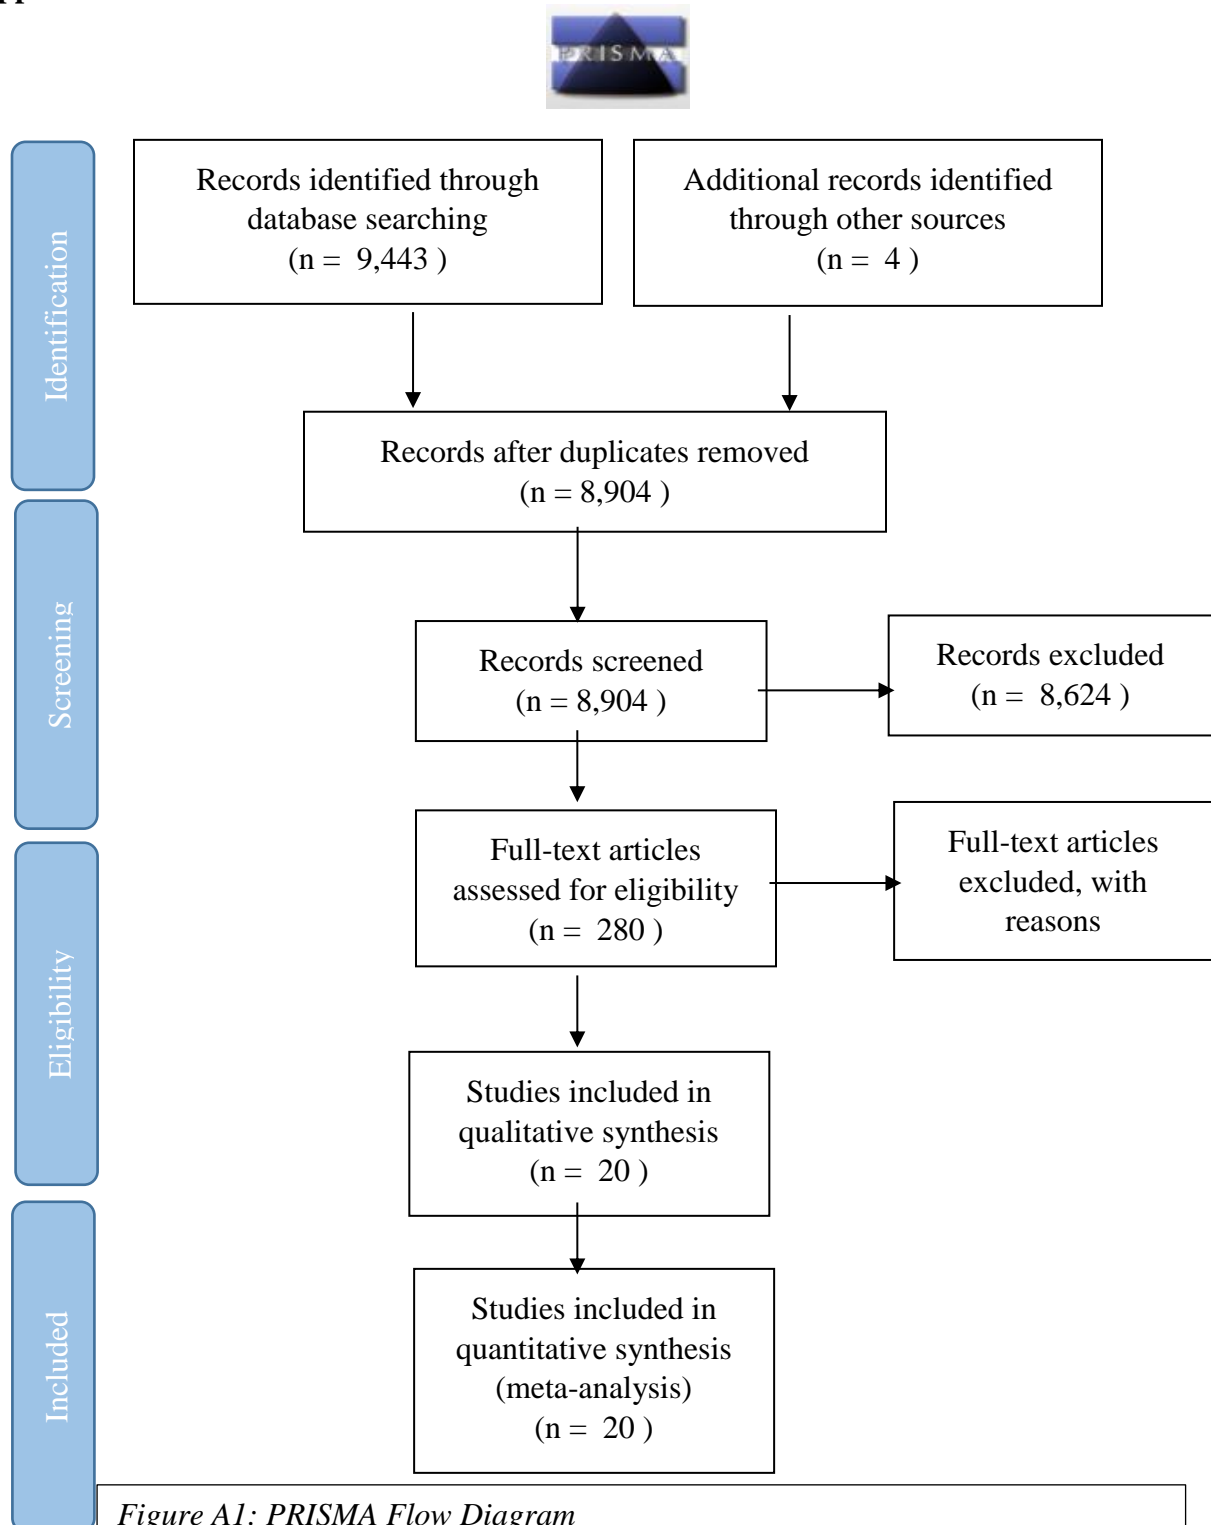 PRISMA
Identification
Records identified through
database searching
(n = 9,443 )
Additional records identified
through other sources
(n = 4 )
Records after duplicates removed
(n = 8,904 )
Screening
Records screened
(n = 8,904 )
Records excluded
(n = 8,624 )
Eligibility
Full-text articles
assessed for eligibility
(n = 280 )
Full-text articles
excluded, with
reasons
Studies included in
qualitative synthesis
(n = 20 )
Included
Studies included in
quantitative synthesis
(meta-analysis)
(n = 20 )
Figure A1: PRISMA Flow Diagram